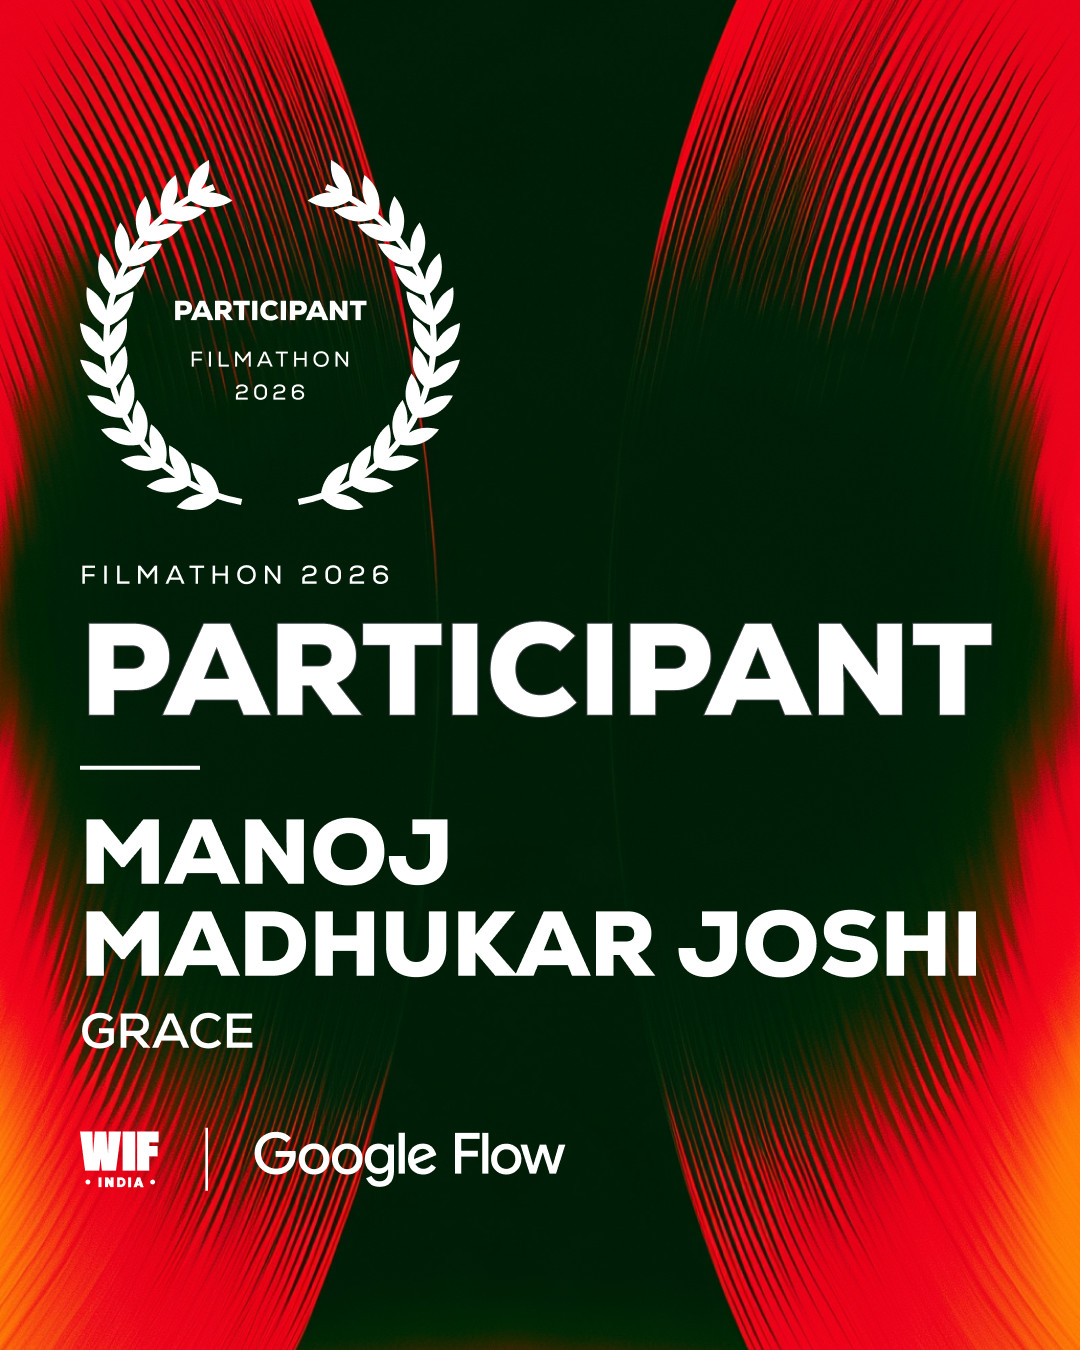 PARTICIPANT
FILMATHON
2026
FILMATHON 2026
PARTICIPANT
MANOJ
MADHUKAR JOSHI
GRACE
WIF
• INDIA •
Google Flow